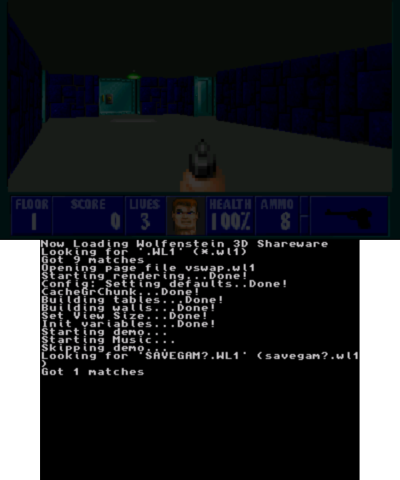 FLOOR SCORE LIVES HEALTH AMMO
1 0 3 100% 8
Now Loading Wolfenstein 3D Shareware
Looking for '.WL1' (*.wl1)
Got 9 matches
Opening page file vswap.wl1
Starting rendering...Done!
Config: Setting defaults..Done!
CacheGrChunk...Done!
Building tables...Done!
Building walls...Done!
Set View Size...Done!
Init variables...Done!
Starting demo...
Starting Music...
Skipping demo...
Looking for 'SAVEGAM?.WL1' (savegam?.wl1
)
Got 1 matches